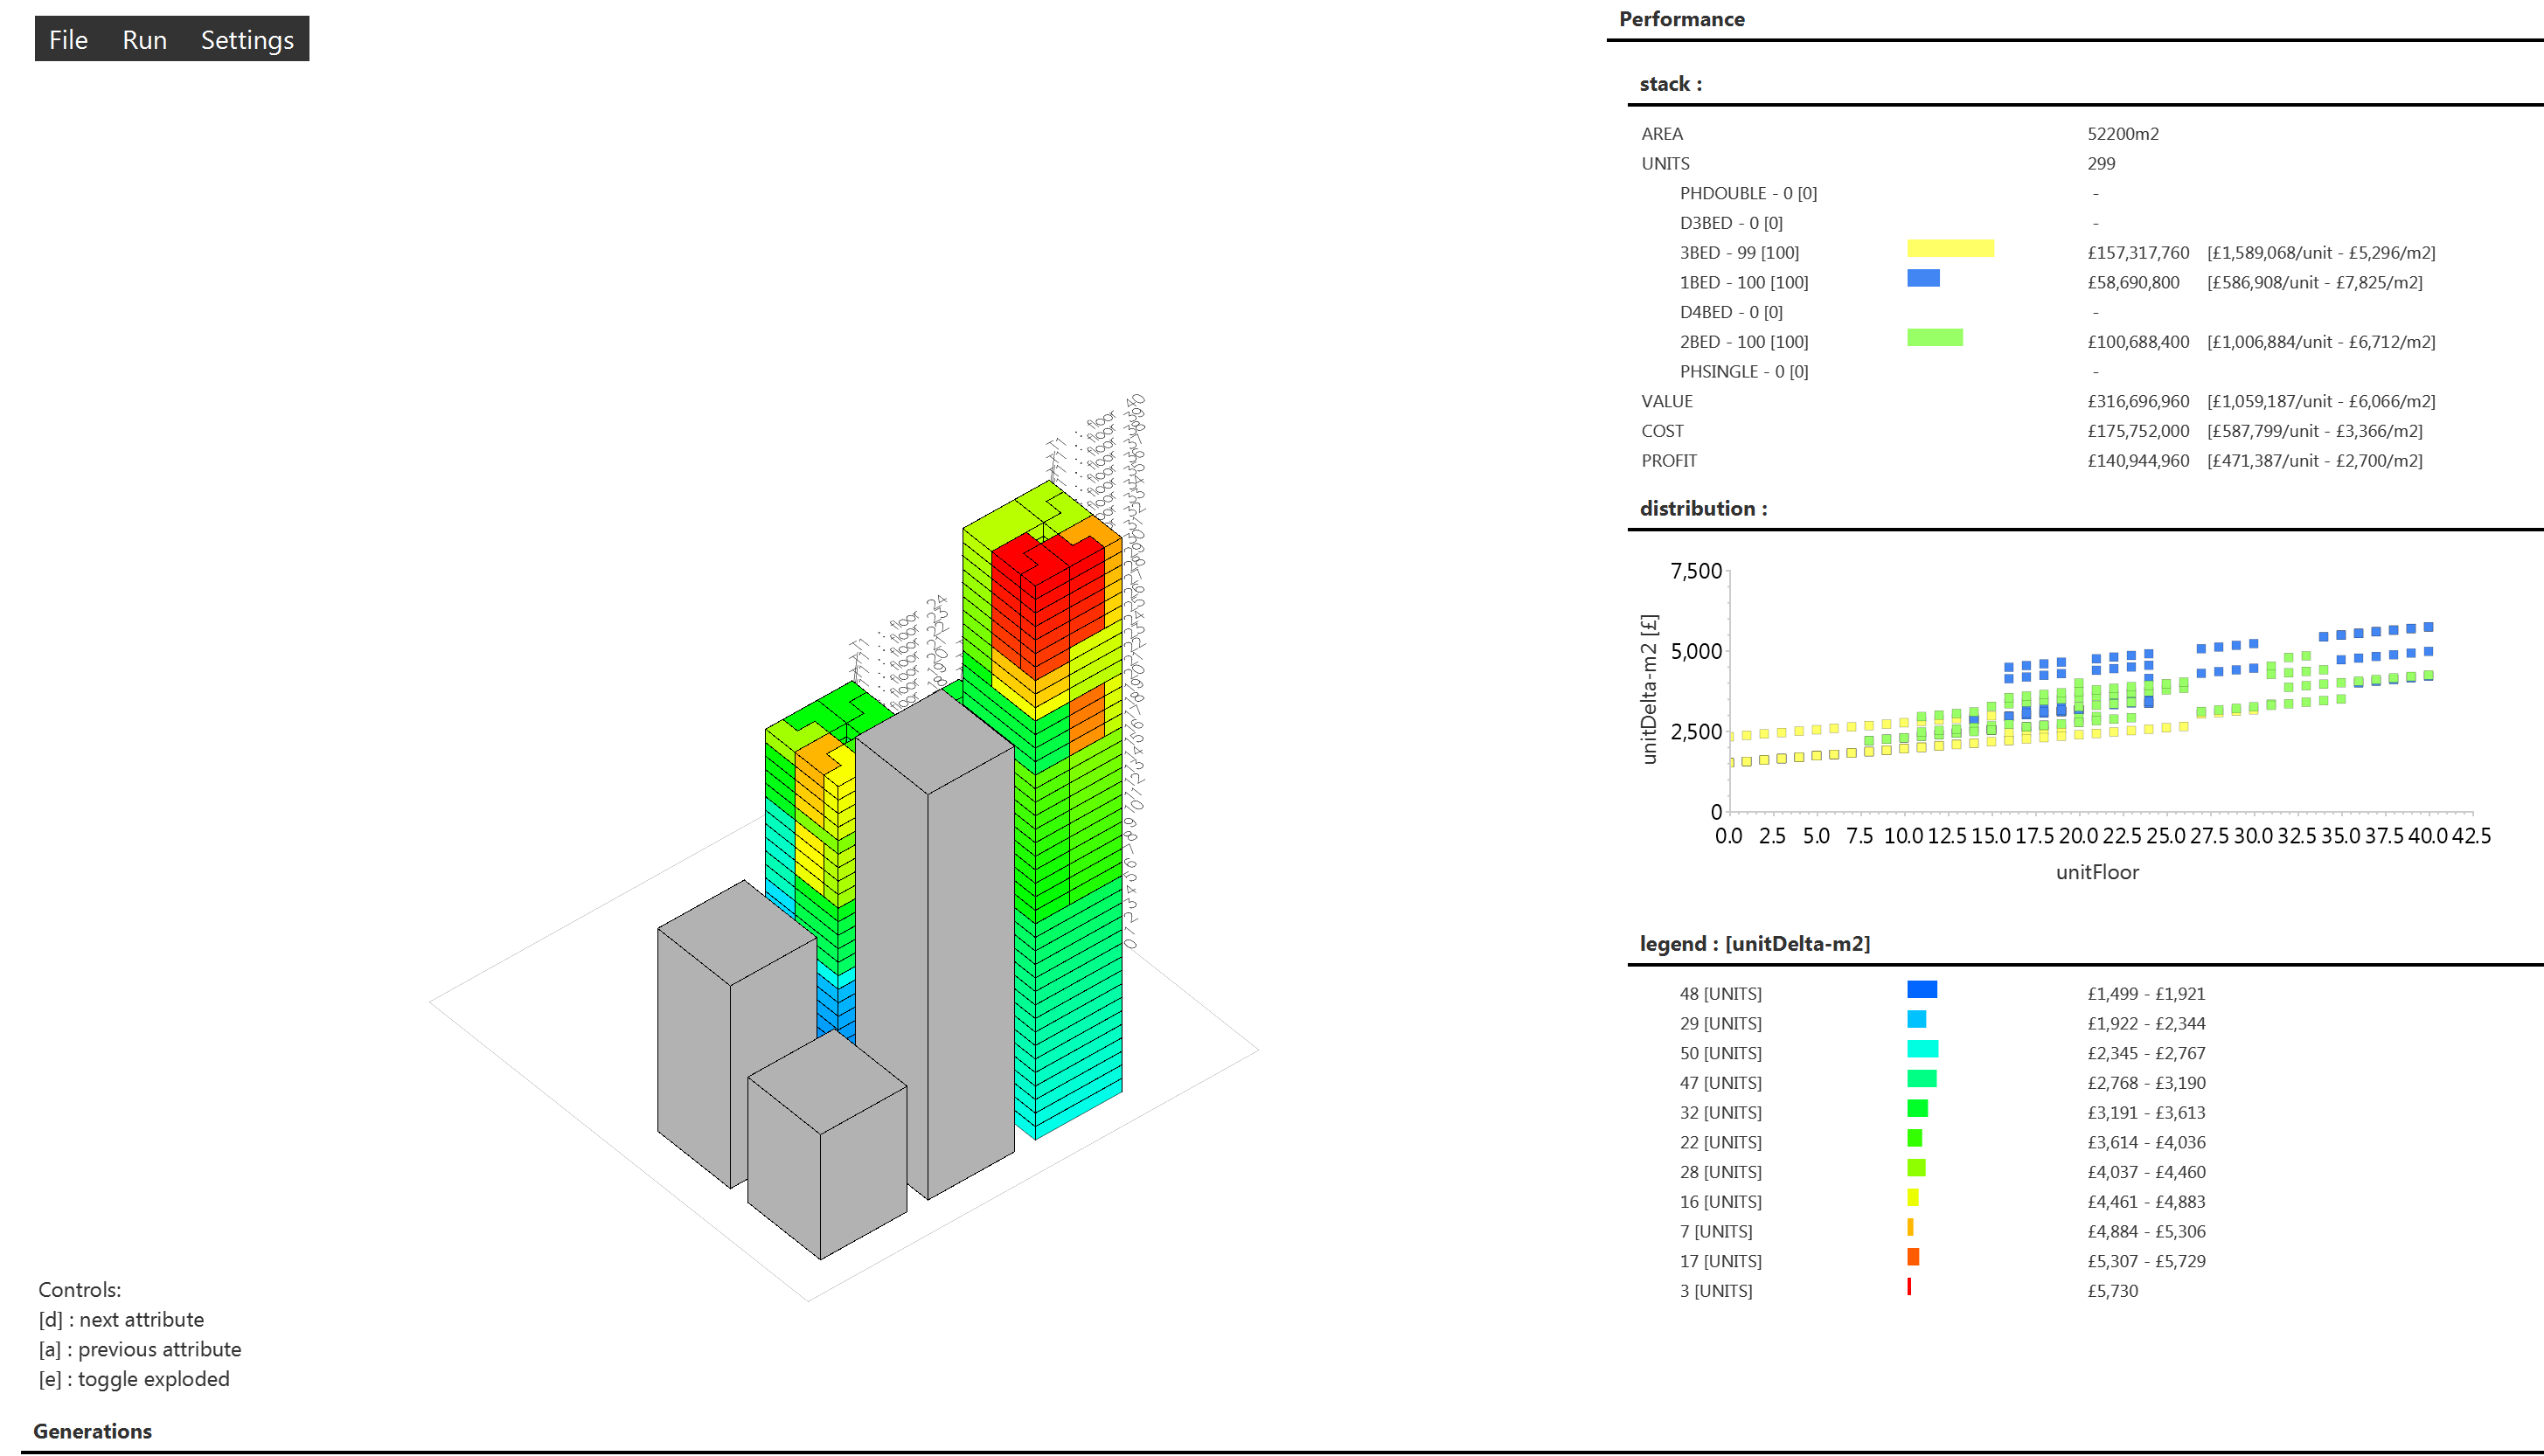 File Run Settings
Performance
stack :
AREA 52200m2
UNITS 299
PHDOUBLE - 0 [0] -
D3BED - 0 [0] -
3BED - 99 [100] £157,317,760 [£1,589,068/unit - £5,296/m2]
1BED - 100 [100] £58,690,800 [£586,908/unit - £7,825/m2]
D4BED - 0 [0] -
2BED - 100 [100] £100,688,400 [£1,006,884/unit - £6,712/m2]
PHSINGLE - 0 [0] -
VALUE £316,696,960 [£1,059,187/unit - £6,066/m2]
COST £175,752,000 [£587,799/unit - £3,366/m2]
PROFIT £140,944,960 [£471,387/unit - £2,700/m2]
distribution :
unitDelta-m2 [£]
7,500
5,000
2,500
0
0.0 2.5 5.0 7.5 10.0 12.5 15.0 17.5 20.0 22.5 25.0 27.5 30.0 32.5 35.0 37.5 40.0 42.5
unitFloor
legend : [unitDelta-m2]
48 [UNITS] £1,499 - £1,921
29 [UNITS] £1,922 - £2,344
50 [UNITS] £2,345 - £2,767
47 [UNITS] £2,768 - £3,190
32 [UNITS] £3,191 - £3,613
22 [UNITS] £3,614 - £4,036
28 [UNITS] £4,037 - £4,460
16 [UNITS] £4,461 - £4,883
7 [UNITS] £4,884 - £5,306
17 [UNITS] £5,307 - £5,729
3 [UNITS] £5,730
Controls:
[d] : next attribute
[a] : previous attribute
[e] : toggle exploded
Generations